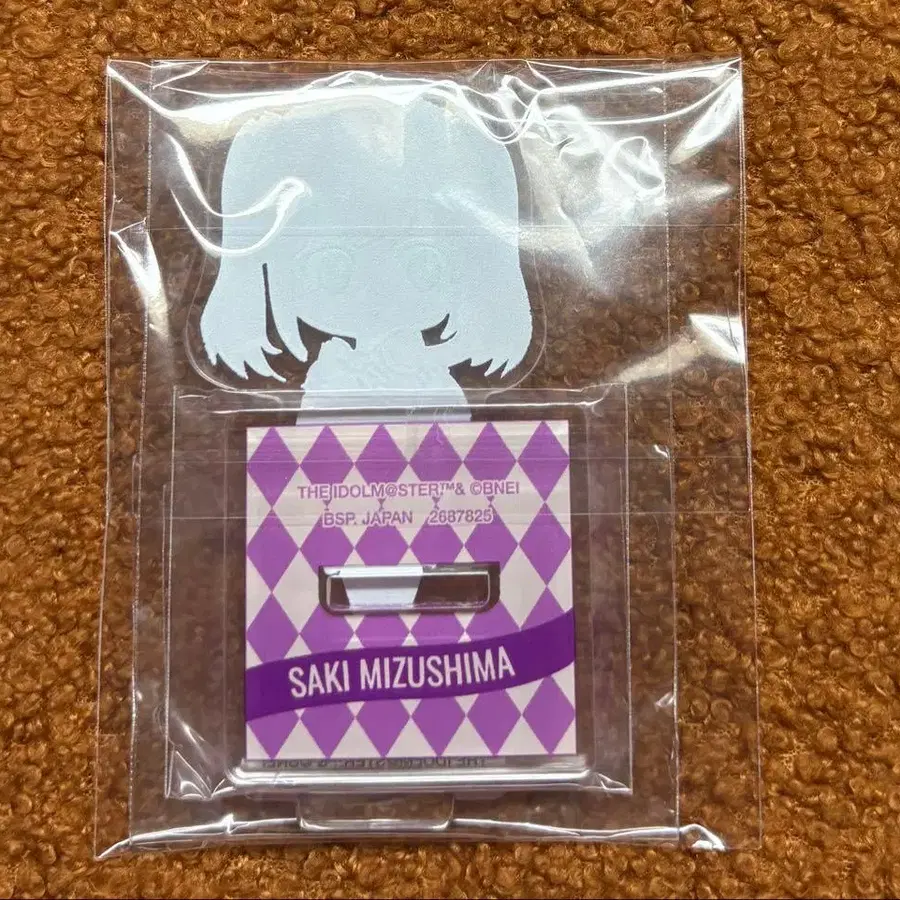 THE IDOLM@STER™& ©BNEI
BSP. JAPAN 2687825
SAKI MIZUSHIMA